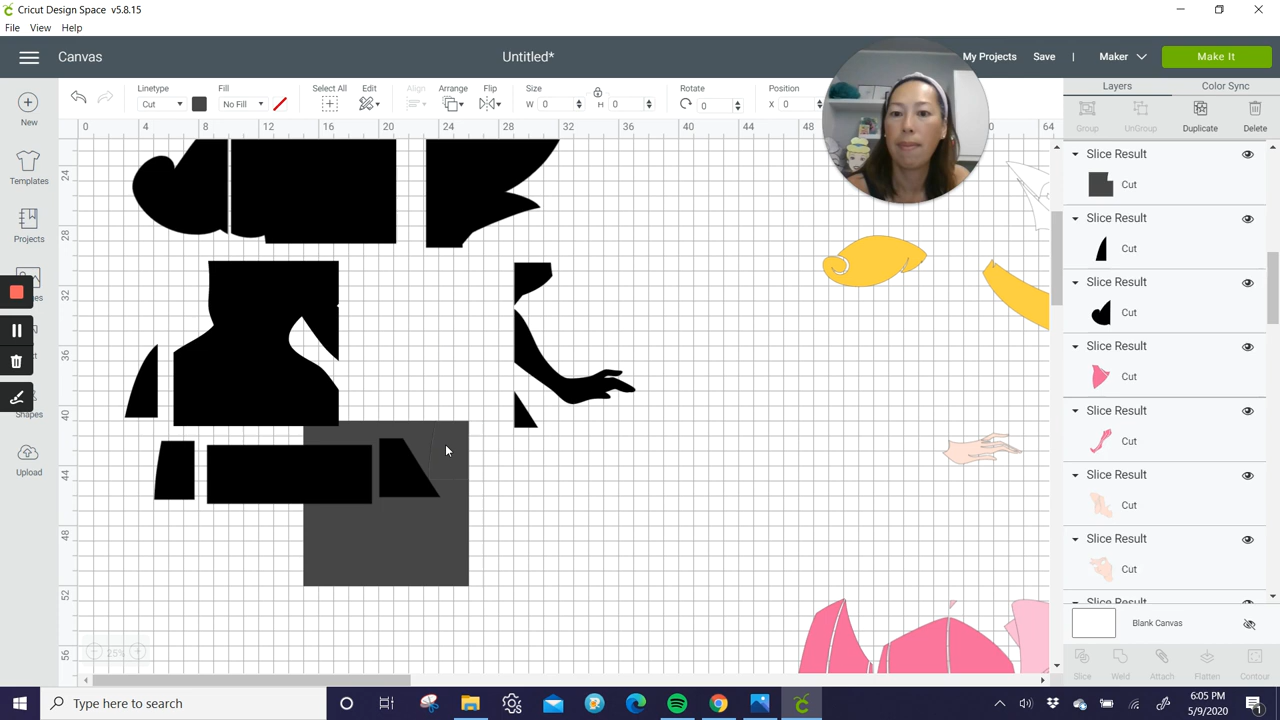 Cricut Design Space v5.8.15
File View Help
Canvas
Untitled*
My Projects Save | Maker Make It
Linetype Fill Select All Edit Align Arrange Flip Size Rotate Position
Cut No Fill W 0 H 0 0 X 0
Layers Color Sync
Group UnGroup Duplicate Delete
New
Templates
Projects
Shapes
Upload
0 4 8 12 16 20 24 28 32 36 40 44 48 64
24
28
32
36
40
44
48
52
56
Slice Result
Cut
Slice Result
Cut
Slice Result
Cut
Slice Result
Cut
Slice Result
Cut
Slice Result
Cut
Slice Result
Cut
Slice Result
Blank Canvas
Slice Weld Attach Flatten Contour
25%
Type here to search
6:05 PM
5/9/2020